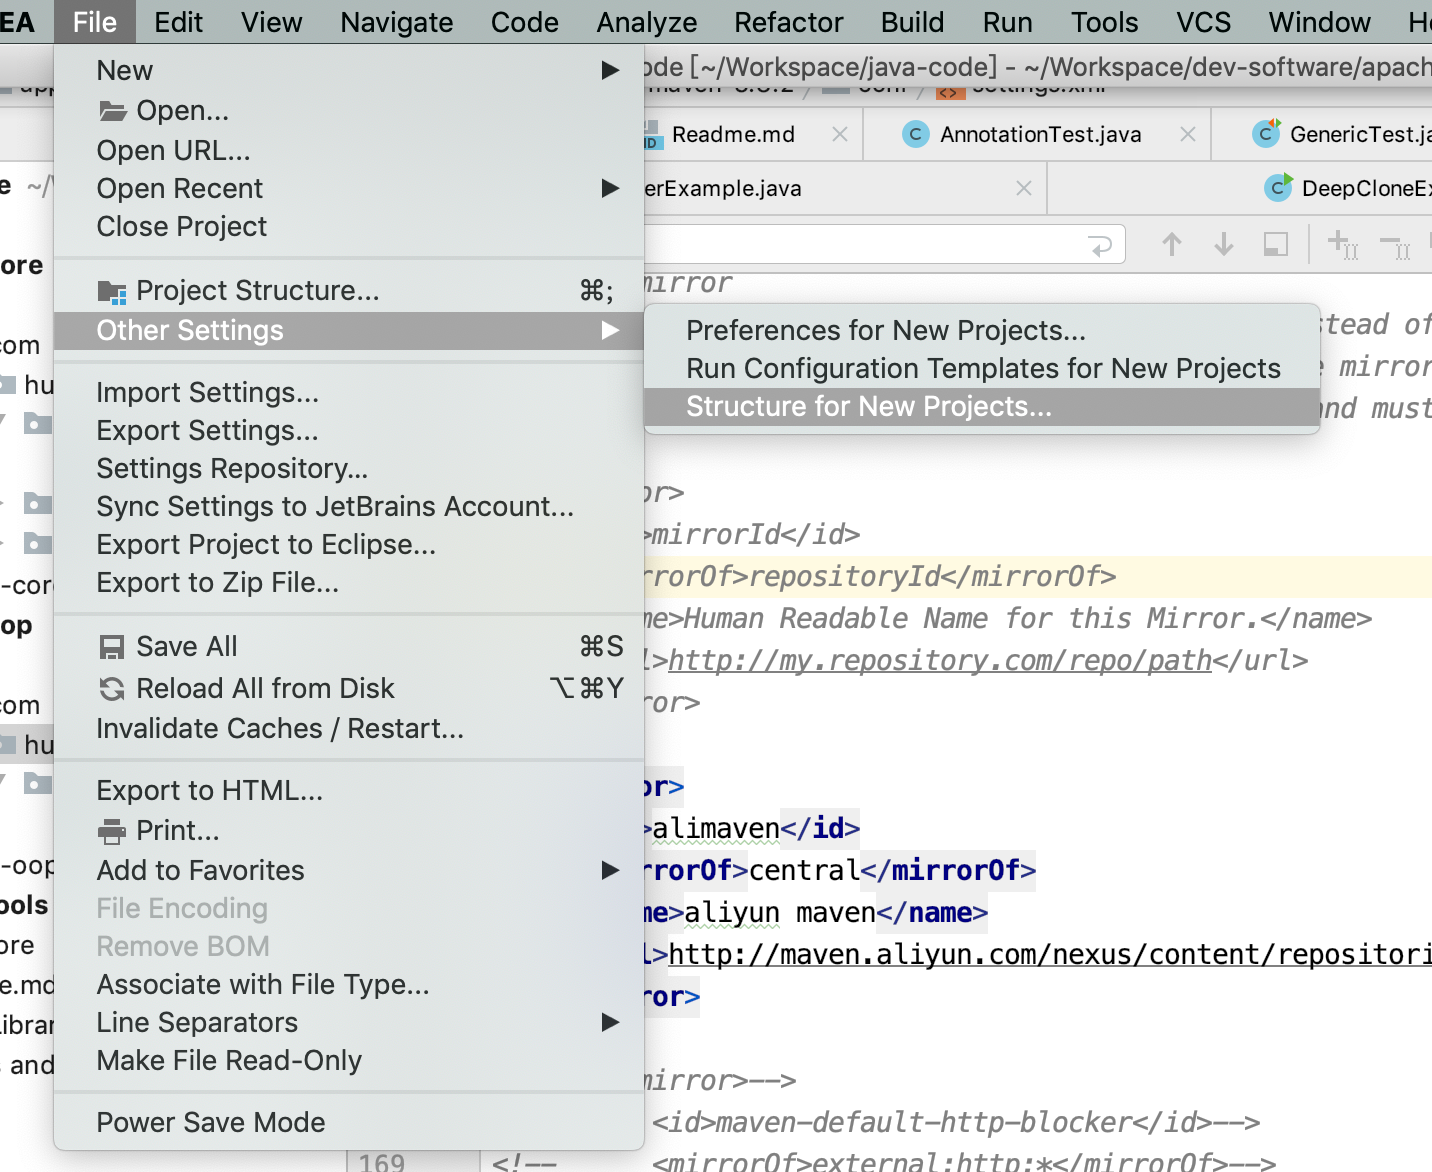 EA File Edit View Navigate Code Analyze Refactor Build Run Tools VCS Window
ode [~/Workspace/java-code] - ~/Workspace/dev-software/apach
settings.xml
Readme.md AnnotationTest.java GenericTest.ja
erExample.java DeepCloneEx
New
Open...
Open URL...
Open Recent
Close Project
Project Structure... ⌘;
Other Settings
Import Settings...
Export Settings...
Settings Repository...
Sync Settings to JetBrains Account...
Export Project to Eclipse...
Export to Zip File...
Save All ⌘S
Reload All from Disk ⌥⌘Y
Invalidate Caches / Restart...
Export to HTML...
Print...
Add to Favorites
File Encoding
Remove BOM
Associate with File Type...
Line Separators
Make File Read-Only
Power Save Mode
Preferences for New Projects...
Run Configuration Templates for New Projects
Structure for New Projects...
e ~/
ore
com
hu
-cor
op
com
hu
-oop
ools
ore
e.md
Librar
and
mirror
stead of
mirror
and must
or>
>mirrorId</id>
rrorOf>repositoryId</mirrorOf>
me>Human Readable Name for this Mirror.</name>
l>http://my.repository.com/repo/path</url>
ror>
or>
>alimaven</id>
rrorOf>central</mirrorOf>
me>aliyun maven</name>
l>http://maven.aliyun.com/nexus/content/repositori
ror>
mirror>-->
<id>maven-default-http-blocker</id>-->
169 <!-- <mirrorOf>external:http:*</mirrorOf>-->